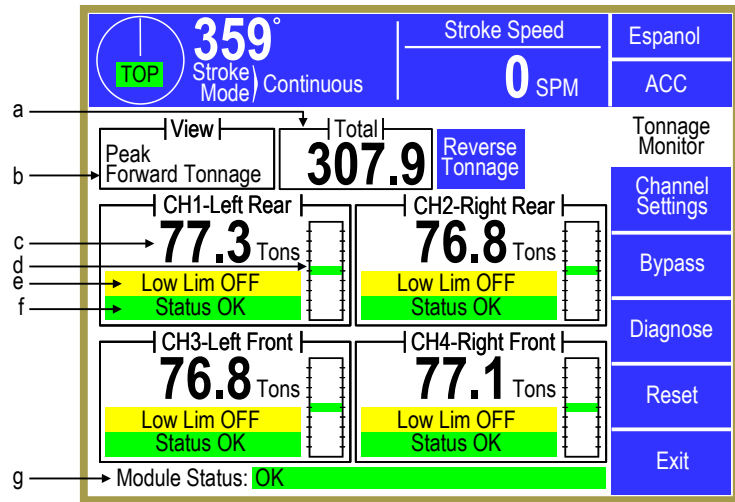 359°
TOP
Stroke
Mode) Continuous
Stroke Speed
0 SPM
Espanol
ACC
a
View
Peak
Forward Tonnage
b
Total
307.9
Reverse
Tonnage
Tonnage
Monitor
CH1-Left Rear
c
77.3 Tons
d
e
Low Lim OFF
f
Status OK
CH2-Right Rear
76.8 Tons
Low Lim OFF
Status OK
Channel
Settings
Bypass
CH3-Left Front
76.8 Tons
Low Lim OFF
Status OK
CH4-Right Front
77.1 Tons
Low Lim OFF
Status OK
Diagnose
Reset
Exit
g
Module Status: OK